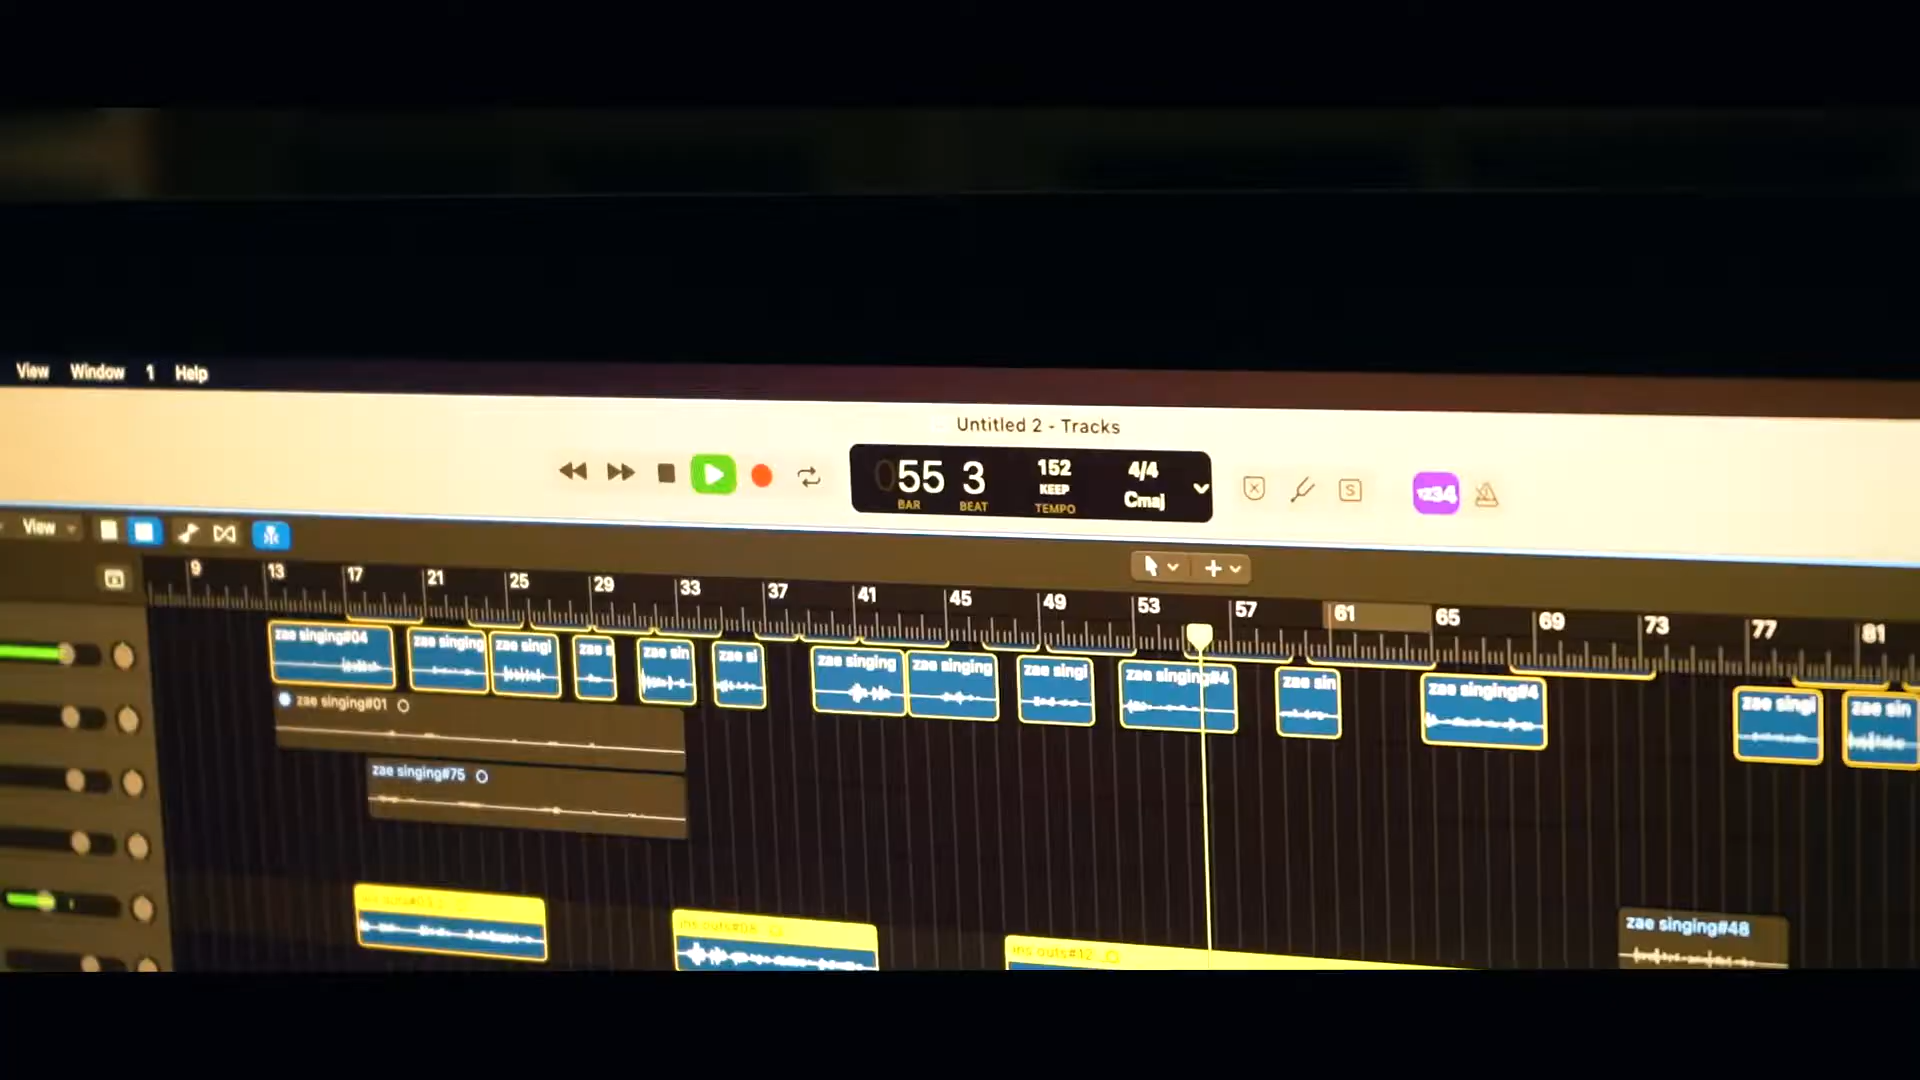 View Window 1 Help
Untitled 2 - Tracks
055 3 152 4/4
KEEP Cmaj
BAR BEAT TEMPO
S
1234
View
9 13 17 21 25 29 33 37 41 45 49 53 57 61 65 69 73 77 81
zae singing#04 zae singing zae singi zae s zae sin zae si zae singing zae singing zae singi zae singing#4 zae sin zae singing#4 zae singi zae sin
zae singing#01
zae singing#75
zae singing#48
ins outs#08
ins outs#12